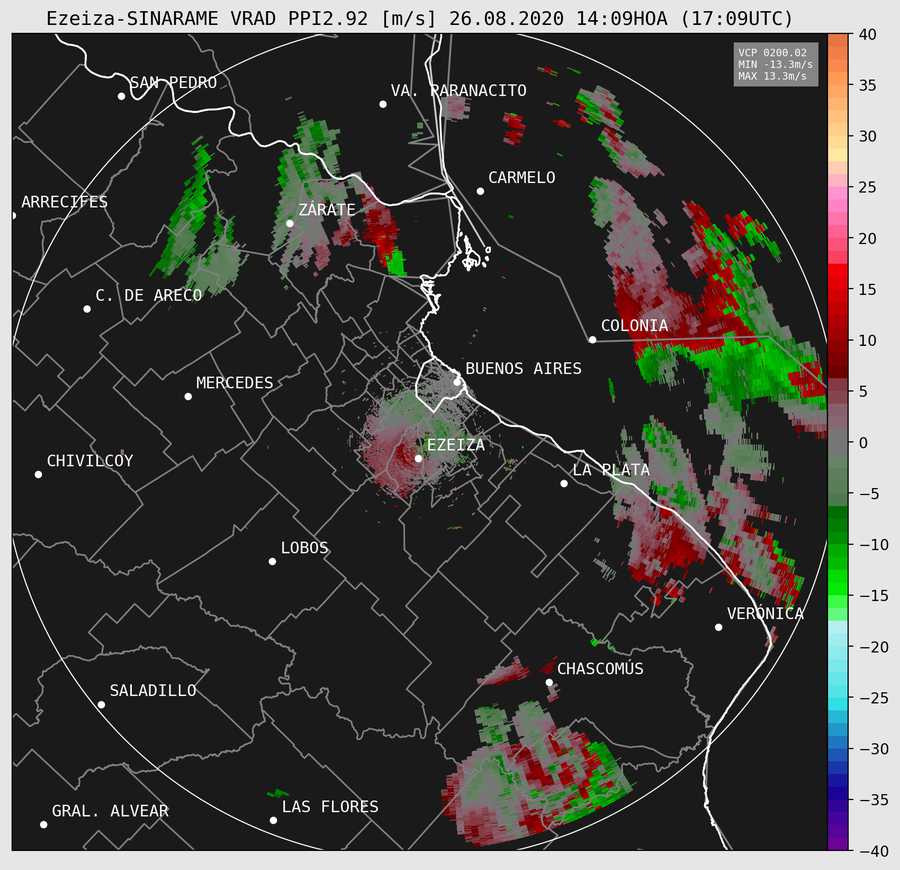 Ezeiza-SINARAME VRAD PPI2.92 [m/s] 26.08.2020 14:09HOA (17:09UTC)
VCP 0200.02
MIN -13.3m/s
MAX 13.3m/s
SAN PEDRO
VA. PARANACITO
CARMELO
ARRECIFES
ZÁRATE
C. DE ARECO
COLONIA
BUENOS AIRES
MERCEDES
EZEIZA
CHIVILCOY
LA PLATA
LOBOS
VERÓNICA
CHASCOMÚS
SALADILLO
LAS FLORES
GRAL. ALVEAR
40
35
30
25
20
15
10
5
0
−5
−10
−15
−20
−25
−30
−35
−40